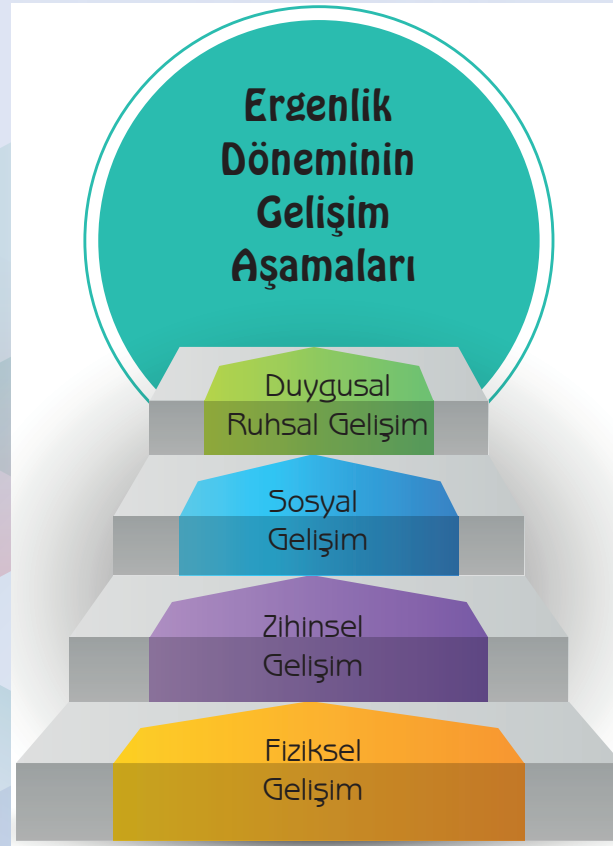 Ergenlik
Döneminin
Gelişim
Aşamaları
Duygusal
Ruhsal Gelişim
Sosyal
Gelişim
Zihinsel
Gelişim
Fiziksel
Gelişim